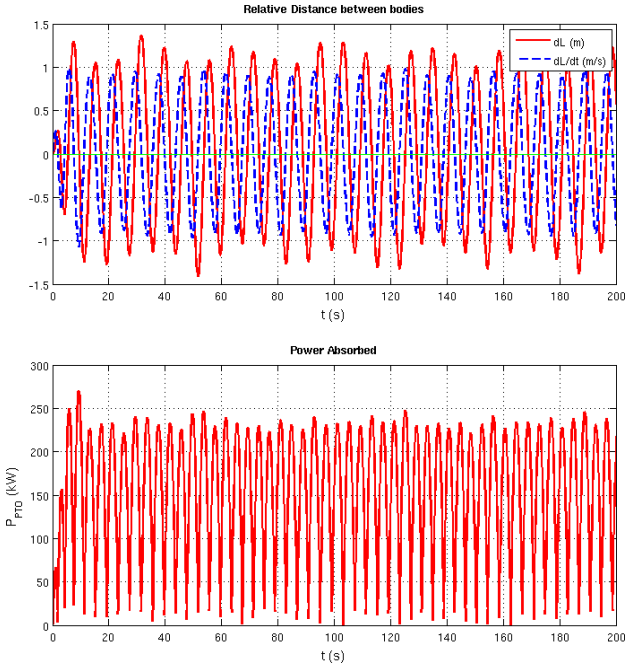 Relative Distance between bodies
1.5
1
0.5
0
-0.5
-1
-1.5
dL (m)
dL/dt (m/s)
0 20 40 60 80 100 120 140 160 180 200
t (s)
Power Absorbed
300
250
200
150
100
50
0
P_PTO (kW)
0 20 40 60 80 100 120 140 160 180 200
t (s)